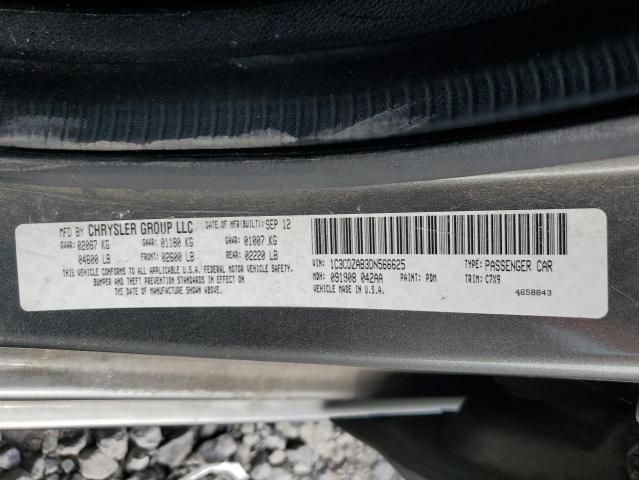 MFD BY CHRYSLER GROUP LLC DATE.OF MFR(BUILT): SEP 12
GVWR: 02087 KG GAWR: 01180 KG GAWR: 01007 KG
04600 LB FRONT: 02600 LB REAR: 02220 LB
THIS VEHICLE CONFORMS TO ALL APPLICABLE U.S.A. FEDERAL MOTOR VEHICLE SAFETY,
BUMPER AND THEFT PREVENTION STANDARDS IN EFFECT ON
THE DATE OF MANUFACTURE SHOWN ABOVE.
VIN: 1C3CDZAB3DN566625 TYPE: PASSENGER CAR
MDH: 091908 042AA PAINT: PDM TRIM: C7X9
VEHICLE MADE IN U.S.A. 4658843